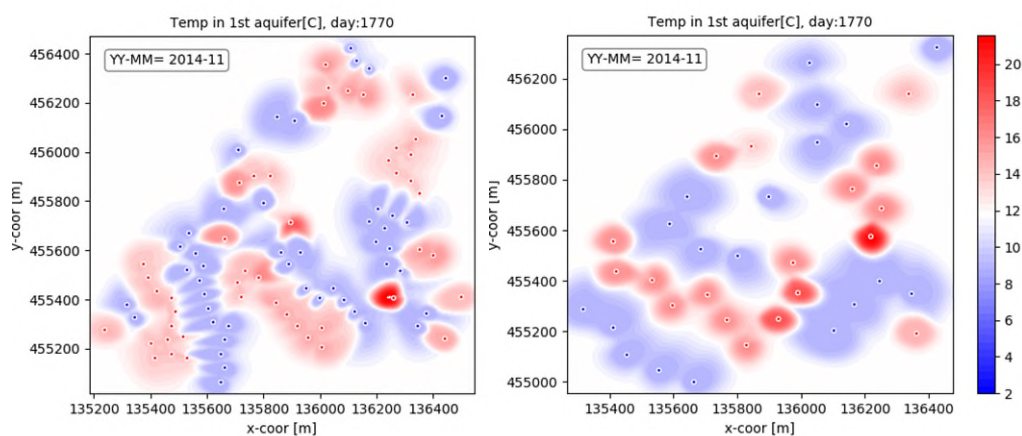 Temp in 1st aquifer[C], day:1770
YY-MM= 2014-11
456400
456200
456000
455800
455600
455400
455200
y-coor [m]
135200 135400 135600 135800 136000 136200 136400
x-coor [m]
Temp in 1st aquifer[C], day:1770
YY-MM= 2014-11
456200
456000
455800
455600
455400
455200
455000
y-coor [m]
135400 135600 135800 136000 136200 136400
x-coor [m]
20
18
16
14
12
10
8
6
4
2